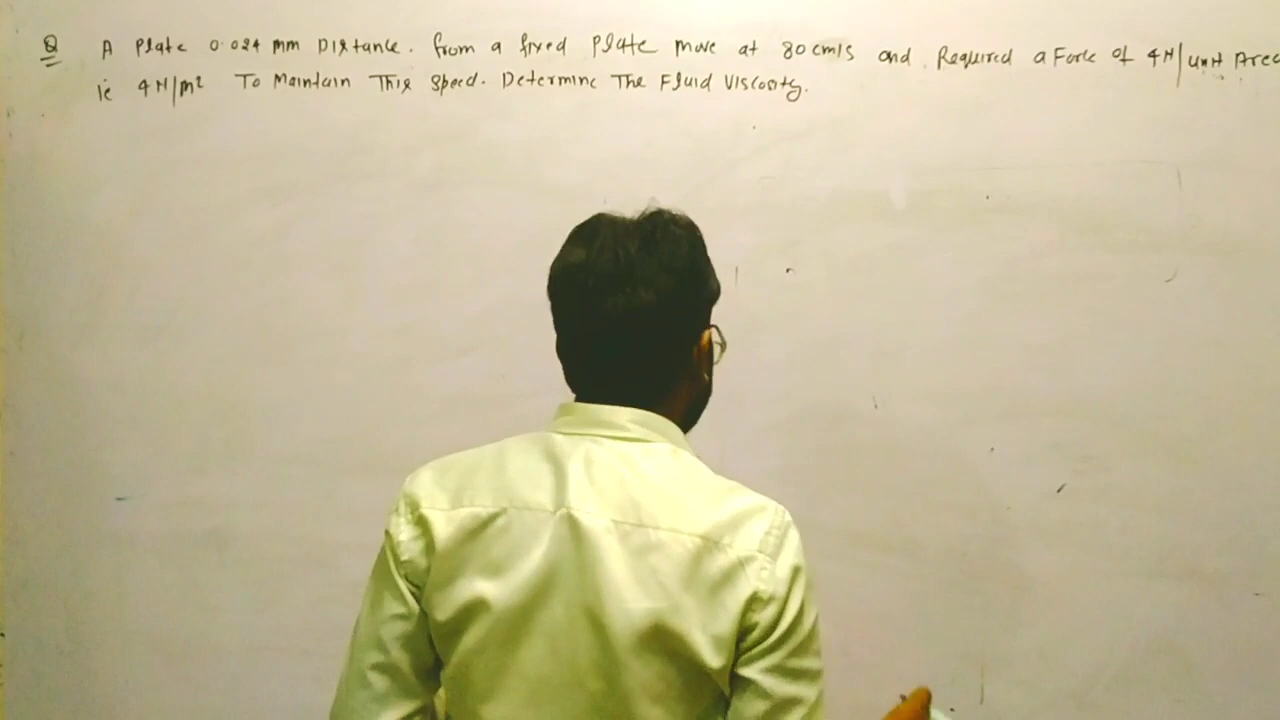 Q A Plate 0.024 mm Distance. from a fixed Plate move at 80 cm/s and Required a Force of 4N/unit Area
ie 4N/m² To Maintain This Speed. Determine The Fluid Viscosity.